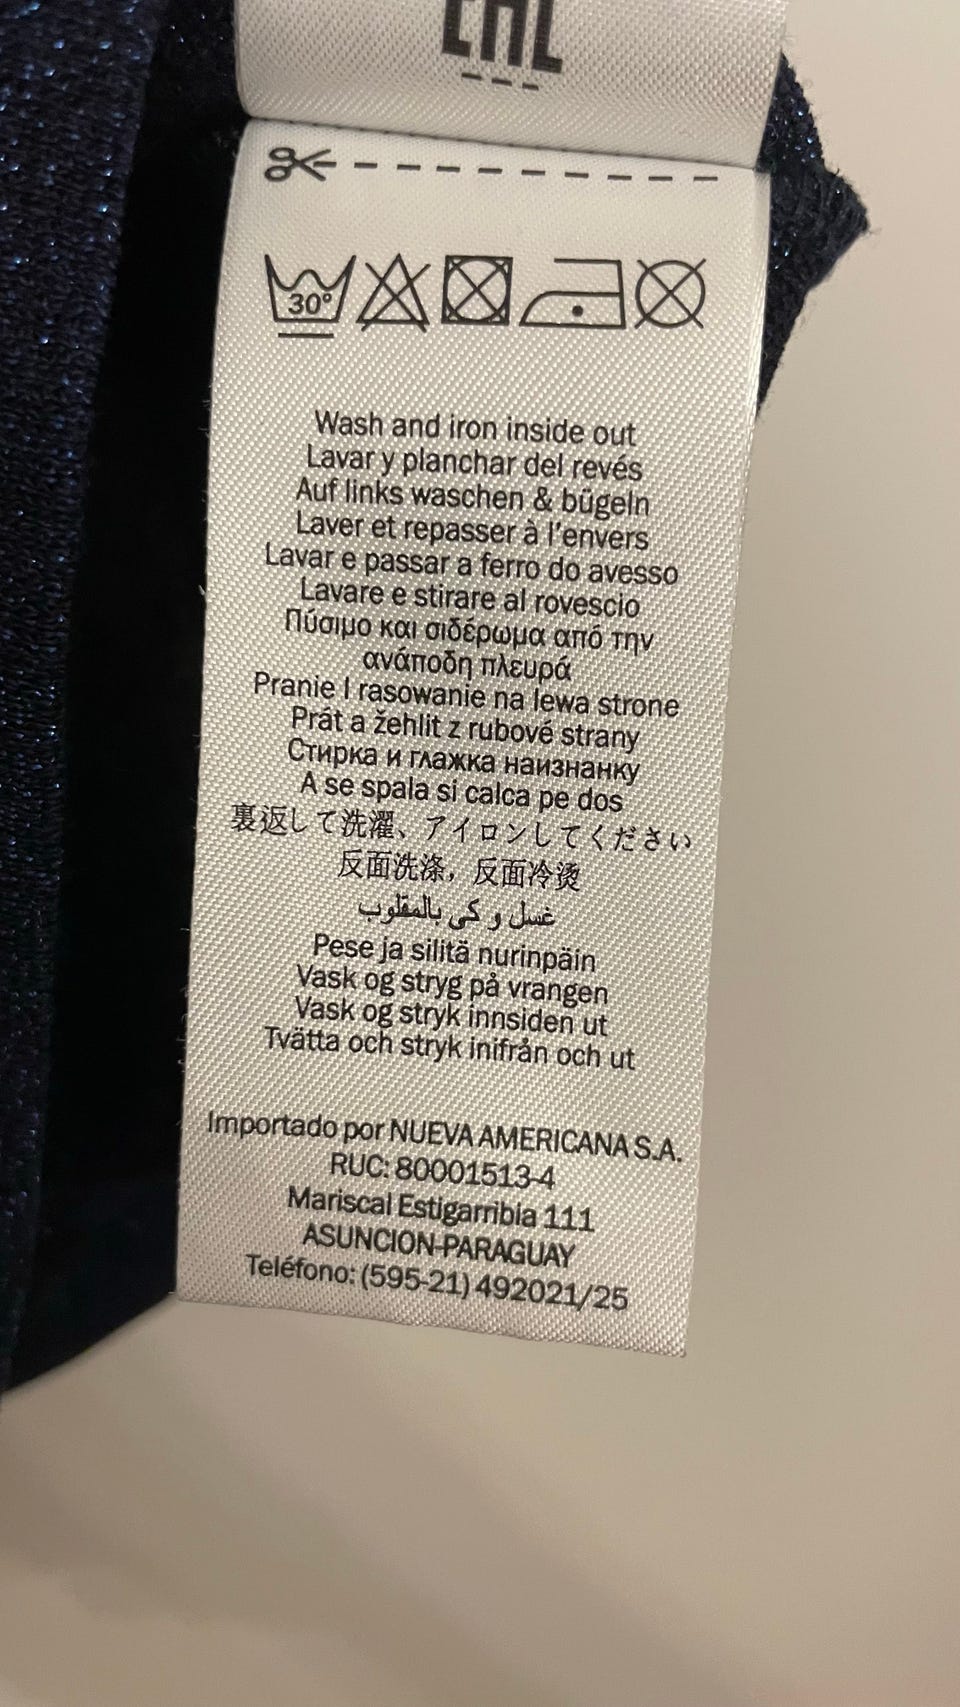 EAC
30°
Wash and iron inside out
Lavar y planchar del revés
Auf links waschen & bügeln
Laver et repasser à l'envers
Lavar e passar a ferro do avesso
Lavare e stirare al rovescio
Πύσιμο και σιδέρωμα από την
ανάποδη πλευρά
Pranie I rasowanie na lewa strone
Prát a žehlit z rubové strany
Стирка и глажка наизнанку
A se spala si calca pe dos
裏返して洗濯、アイロンしてください
反面洗涤，反面冷烫
غسل و كى بالمقلوب
Pese ja silitä nurinpäin
Vask og stryg på vrangen
Vask og stryk innsiden ut
Tvätta och stryk inifrån och ut
Importado por NUEVA AMERICANA S.A.
RUC: 80001513-4
Mariscal Estigarribia 111
ASUNCION-PARAGUAY
Teléfono: (595-21) 492021/25